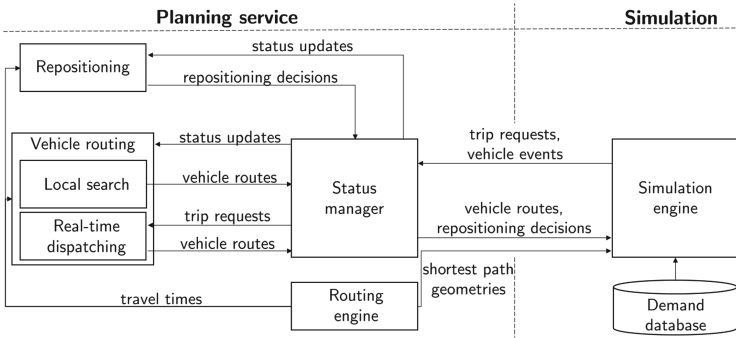 Planning service
Simulation
status updates
Repositioning
repositioning decisions
Vehicle routing
status updates
trip requests,
vehicle events
Local search
vehicle routes
Status
manager
Simulation
engine
trip requests
vehicle routes,
repositioning decisions
Real-time
dispatching
vehicle routes
shortest path
geometries
travel times
Routing
engine
Demand
database